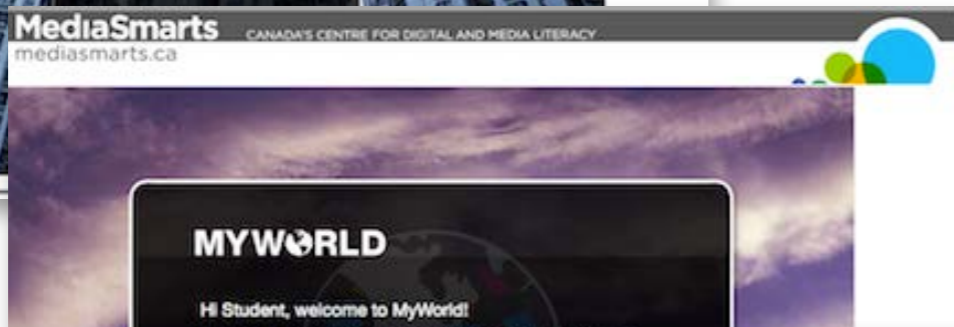 MediaSmarts CANADA'S CENTRE FOR DIGITAL AND MEDIA LITERACY
mediasmarts.ca
MYWORLD
Hi Student, welcome to MyWorld!